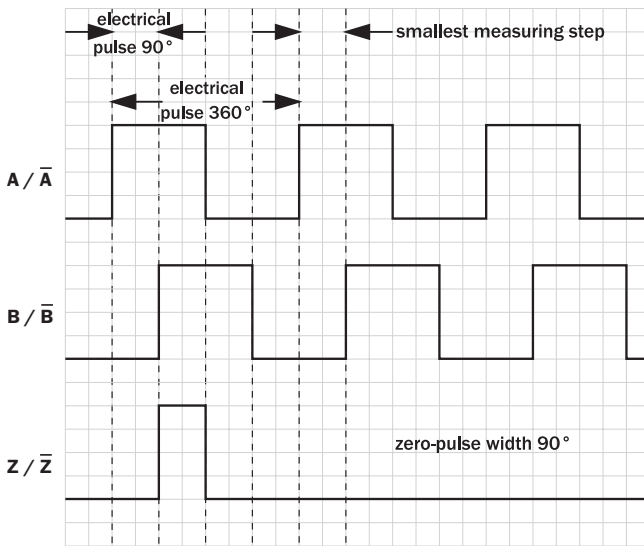 electrical
pulse 90°
smallest measuring step
electrical
pulse 360°
A / A̅
B / B̅
Z / Z̅
zero-pulse width 90°